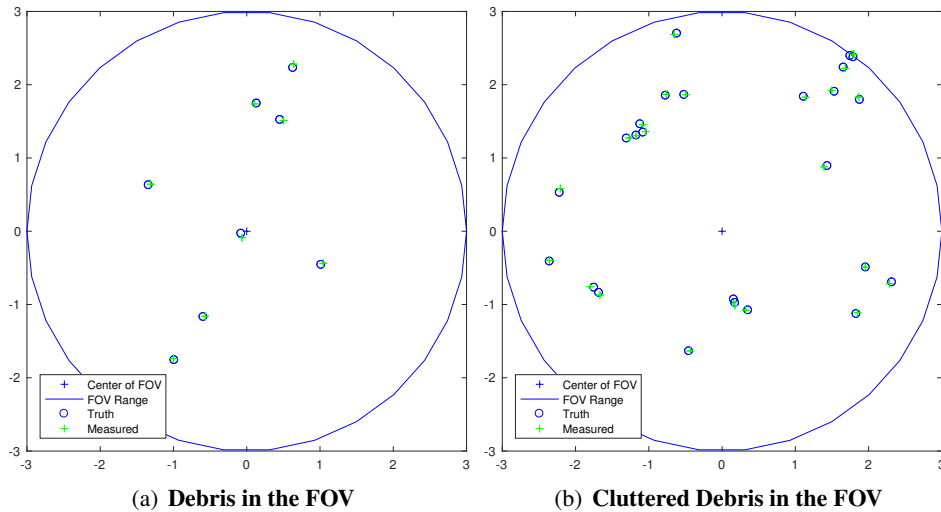 3
2
1
0
-1
-2
-3
-3 -2 -1 0 1 2 3
Center of FOV
FOV Range
Truth
Measured
(a) Debris in the FOV
3
2
1
0
-1
-2
-3
-3 -2 -1 0 1 2 3
Center of FOV
FOV Range
Truth
Measured
(b) Cluttered Debris in the FOV